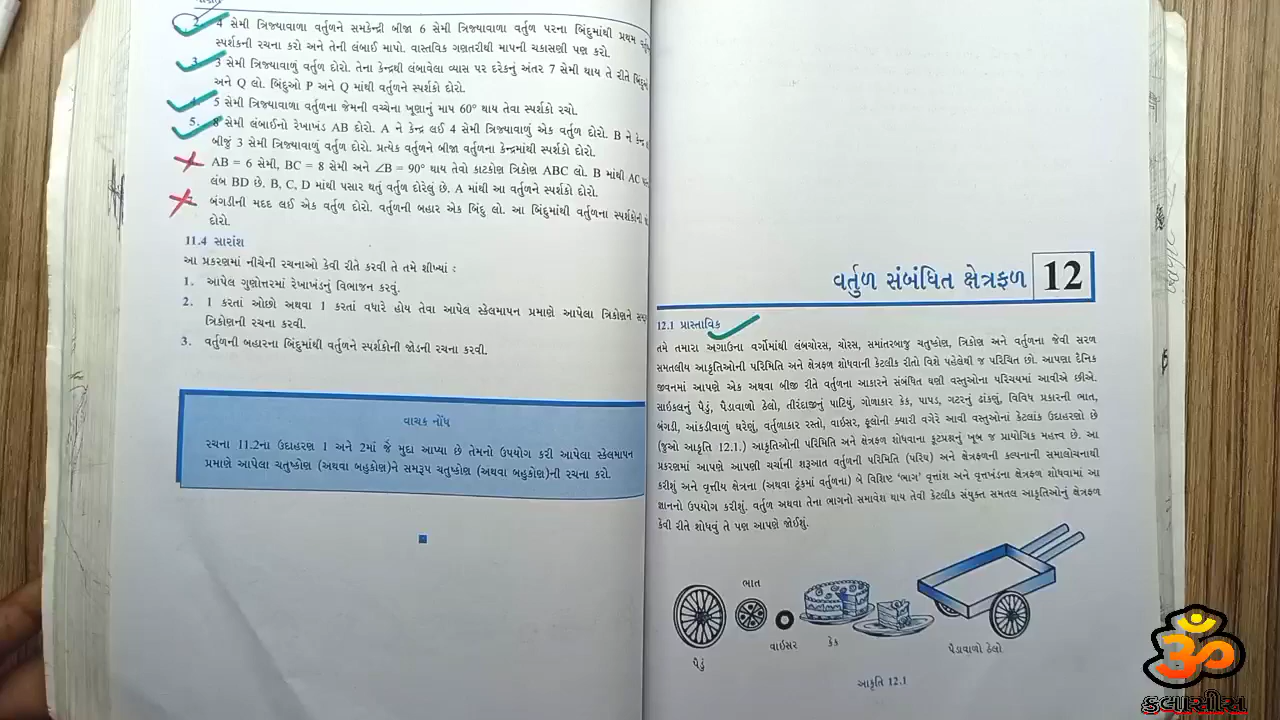 4 સેમી ત્રિજ્યાવાળા વર્તુળને સમકેન્દ્રી બીજા 6 સેમી ત્રિજ્યાવાળા વર્તુળ પરના બિંદુમાંથી પ્રથમ
સ્પર્શકની રચના કરો અને તેની લંબાઈ માપો. વાસ્તવિક ગણતરીથી માપની ચકાસણી પણ કરો.
3. 3 સેમી ત્રિજ્યાવાળું વર્તુળ દોરો. તેના કેન્દ્રથી લંબાવેલા વ્યાસ પર દરેકનું અંતર 7 સેમી થાય તે રીતે
અને Q લો. બિંદુઓ P અને Q માંથી વર્તુળને સ્પર્શકો દોરો.
4. 5 સેમી ત્રિજ્યાવાળા વર્તુળના જેમની વચ્ચેના ખૂણાનું માપ 60° થાય તેવા સ્પર્શકો રચો.
5. 8 સેમી લંબાઈનો રેખાખંડ AB દોરો. A ને કેન્દ્ર લઈ 4 સેમી ત્રિજ્યાવાળું એક વર્તુળ દોરો. B ને કેન્દ્ર
બીજું 3 સેમી ત્રિજ્યાવાળું વર્તુળ દોરો. પ્રત્યેક વર્તુળને બીજા વર્તુળના કેન્દ્રમાંથી સ્પર્શકો દોરો.
AB = 6 સેમી, BC = 8 સેમી અને ∠B = 90° થાય તેવો કાટકોણ ત્રિકોણ ABC લો. B માંથી AC
લંબ BD છે. B, C, D માંથી પસાર થતું વર્તુળ દોરેલું છે. A માંથી આ વર્તુળને સ્પર્શકો દોરો.
બંગડીની મદદ લઈ એક વર્તુળ દોરો. વર્તુળની બહાર એક બિંદુ લો. આ બિંદુમાંથી વર્તુળના સ્પર્શકોની
દોરો.
11.4 સારાંશ
આ પ્રકરણમાં નીચેની રચનાઓ કેવી રીતે કરવી તે તમે શીખ્યાં :
1. આપેલ ગુણોત્તરમાં રેખાખંડનું વિભાજન કરવું.
2. 1 કરતાં ઓછો અથવા 1 કરતાં વધારે હોય તેવા આપેલ સ્કેલમાપન પ્રમાણે આપેલા ત્રિકોણને
ત્રિકોણની રચના કરવી.
3. વર્તુળની બહારના બિંદુમાંથી વર્તુળને સ્પર્શકોની જોડની રચના કરવી.
વાચક નોંધ
રચના 11.2ના ઉદાહરણ 1 અને 2માં જે મુદા આપ્યા છે તેમનો ઉપયોગ કરી આપેલા સ્કેલમાપન
પ્રમાણે આપેલા ચતુષ્કોણ (અથવા બહુકોણ)ને સમરૂપ ચતુષ્કોણ (અથવા બહુકોણ)ની રચના કરો.
વર્તુળ સંબંધિત ક્ષેત્રફળ 12
12.1 પ્રાસ્તાવિક
તમે તમારા અગાઉના વર્ગોમાંથી લંબચોરસ, ચોરસ, સમાંતરબાજુ ચતુષ્કોણ, ત્રિકોણ અને વર્તુળના જેવી સરળ
સમતલીય આકૃતિઓની પરિમિતિ અને ક્ષેત્રફળ શોધવાની કેટલીક રીતો વિશે પહેલેથી જ પરિચિત છો. આપણા દૈનિક
જીવનમાં આપણે એક અથવા બીજી રીતે વર્તુળના આકારને સંબંધિત ઘણી વસ્તુઓના પરિચયમાં આવીએ છીએ.
સાઇકલનું પૈડું, પૈડાવાળો ઠેલો, તીરંદાજીનું પાટિયું, ગોળાકાર કેક, પાપડ, ગટરનું ઢાંકણું, વિવિધ પ્રકારની ભાત,
બંગડી, આંકડીવાળું ઘરેણું, વર્તુળાકાર રસ્તો, વાઇસર, ફૂલોની ક્યારી વગેરે આવી વસ્તુઓનાં કેટલાંક ઉદાહરણો છે
(જુઓ આકૃતિ 12.1.) આકૃતિઓની પરિમિતિ અને ક્ષેત્રફળ શોધવાના કૂટપ્રશ્નનું ખૂબ જ પ્રાયોગિક મહત્ત્વ છે. આ
પ્રકરણમાં આપણે આપણી ચર્ચાની શરૂઆત વર્તુળની પરિમિતિ (પરિઘ) અને ક્ષેત્રફળની કલ્પનાની સમાલોચનાથી
કરીશું અને વૃત્તીય ક્ષેત્રના (અથવા ટૂંકમાં વર્તુળના) બે વિશિષ્ટ 'ભાગ' વૃત્તાંશ અને વૃત્તખંડના ક્ષેત્રફળ શોધવામાં આ
જ્ઞાનનો ઉપયોગ કરીશું. વર્તુળ અથવા તેના ભાગનો સમાવેશ થાય તેવી કેટલીક સંયુક્ત સમતલ આકૃતિઓનું ક્ષેત્રફળ
કેવી રીતે શોધવું તે પણ આપણે જોઈશું.
ભાત
પૈડું
વાઇસર
કેક
પૈડાવાળો ઠેલો
આકૃતિ 12.1
ૐ
કલાસીસ